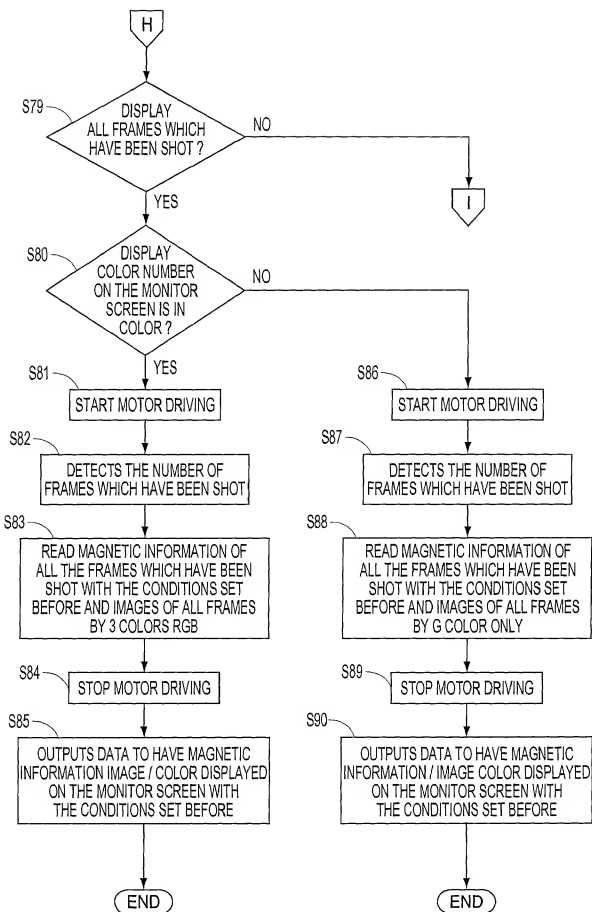 H
S79
DISPLAY
ALL FRAMES WHICH
HAVE BEEN SHOT ?
NO
I
YES
S80
DISPLAY
COLOR NUMBER
ON THE MONITOR
SCREEN IS IN
COLOR ?
NO
YES
S81
START MOTOR DRIVING
S82
DETECTS THE NUMBER OF
FRAMES WHICH HAVE BEEN SHOT
S83
READ MAGNETIC INFORMATION OF
ALL THE FRAMES WHICH HAVE BEEN
SHOT WITH THE CONDITIONS SET
BEFORE AND IMAGES OF ALL FRAMES
BY 3 COLORS RGB
S84
STOP MOTOR DRIVING
S85
OUTPUTS DATA TO HAVE MAGNETIC
INFORMATION IMAGE / COLOR DISPLAYED
ON THE MONITOR SCREEN WITH
THE CONDITIONS SET BEFORE
END
S86
START MOTOR DRIVING
S87
DETECTS THE NUMBER OF
FRAMES WHICH HAVE BEEN SHOT
S88
READ MAGNETIC INFORMATION OF
ALL THE FRAMES WHICH HAVE BEEN
SHOT WITH THE CONDITIONS SET
BEFORE AND IMAGES OF ALL FRAMES
BY G COLOR ONLY
S89
STOP MOTOR DRIVING
S90
OUTPUTS DATA TO HAVE MAGNETIC
INFORMATION / IMAGE COLOR DISPLAYED
ON THE MONITOR SCREEN WITH
THE CONDITIONS SET BEFORE
END